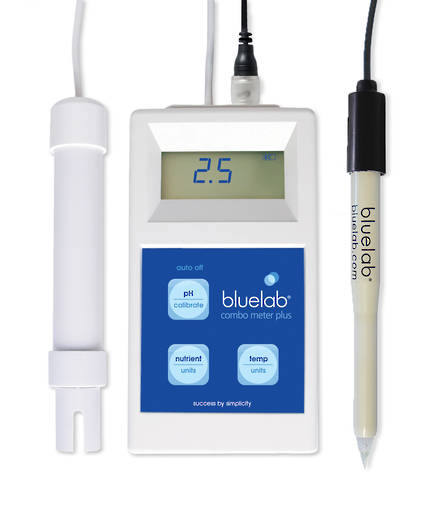 2.5
auto off
pH
calibrate
bluelab®
combo meter plus
nutrient
units
temp
units
success by simplicity
bluelab®
bluelab.com